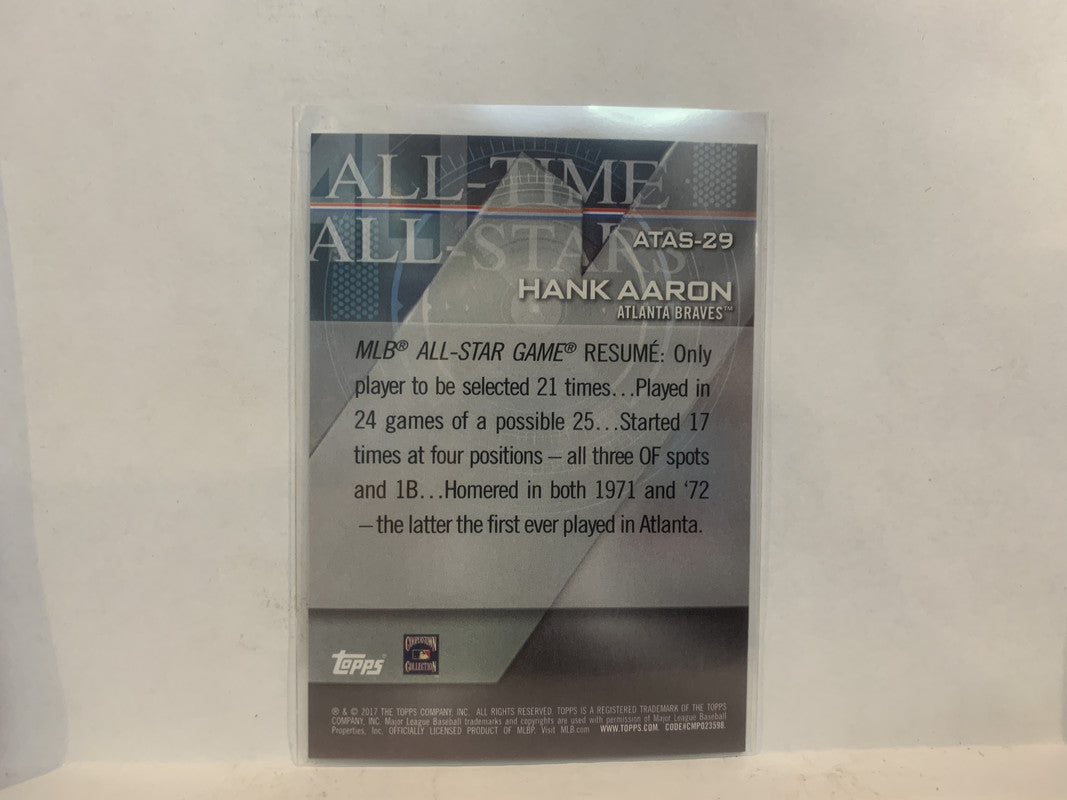 ALL-TIME
ALL-STARS
ATAS-29
HANK AARON
ATLANTA BRAVES™
MLB® ALL-STAR GAME® RESUMÉ: Only
player to be selected 21 times...Played in
24 games of a possible 25...Started 17
times at four positions – all three OF spots
and 1B...Homered in both 1971 and ‘72
– the latter the first ever played in Atlanta.
topps®
COOPERSTOWN
COLLECTION
® & © 2017 THE TOPPS COMPANY, INC. ALL RIGHTS RESERVED. TOPPS IS A REGISTERED TRADEMARK OF THE TOPPS
COMPANY, INC. Major League Baseball trademarks and copyrights are used with permission of Major League Baseball
Properties, Inc. OFFICIALLY LICENSED PRODUCT OF MLBP. Visit MLB.com WWW.TOPPS.COM. CODE#CMP023598.